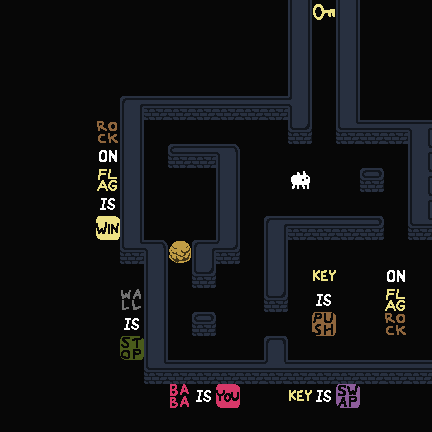 ROCK
ON
FLAG
IS
WIN
KEY
IS
PUSH
ON
FLAG
ROCK
WALL
IS
STOP
BABA IS YOU
KEY IS SWAP